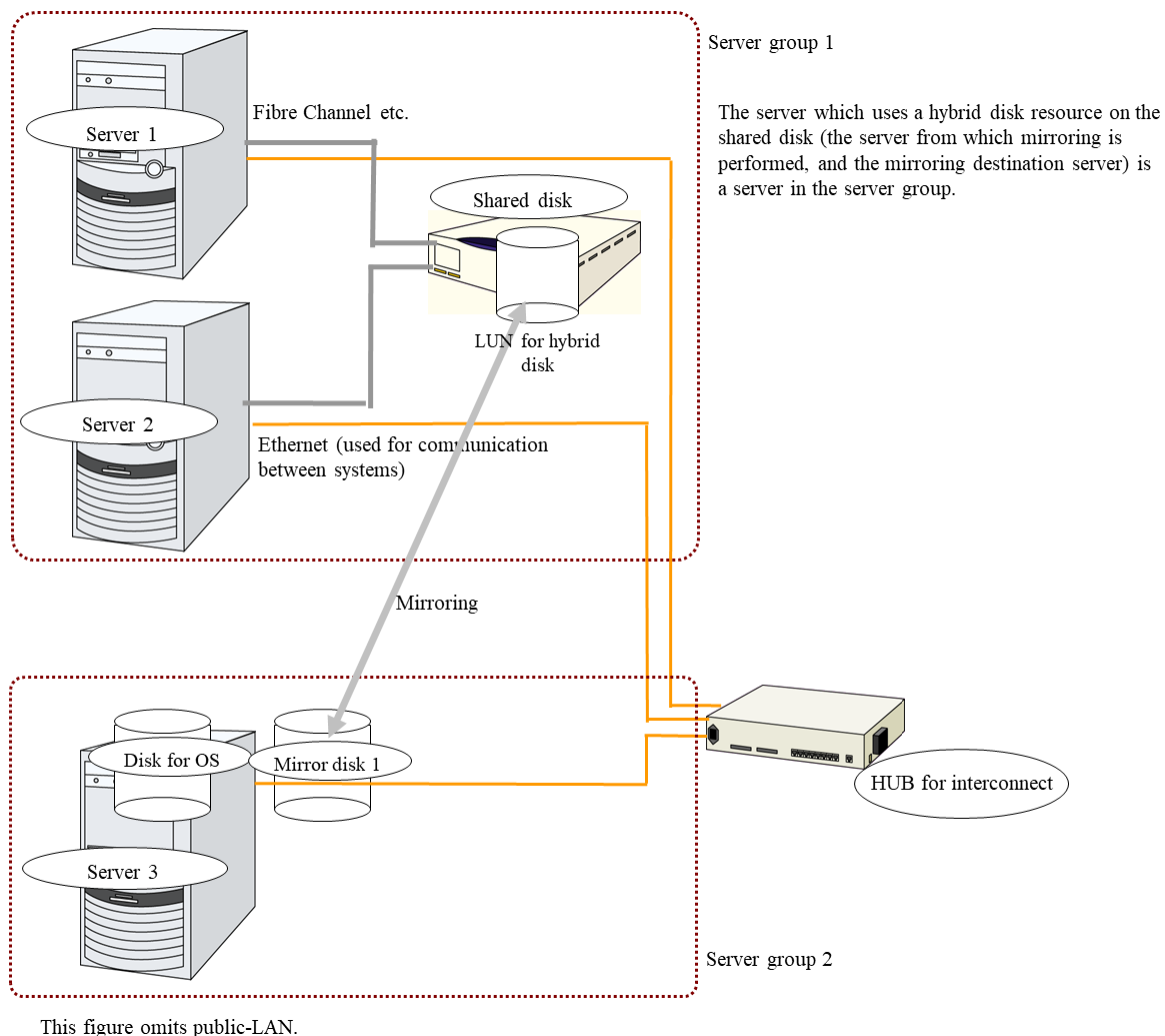 Server group 1
Fibre Channel etc.
The server which uses a hybrid disk resource on the
shared disk (the server from which mirroring is
performed, and the mirroring destination server) is
a server in the server group.
Server 1
Shared disk
LUN for hybrid
disk
Server 2
Ethernet (used for communication
between systems)
Mirroring
Disk for OS
Mirror disk 1
HUB for interconnect
Server 3
Server group 2
This figure omits public-LAN.